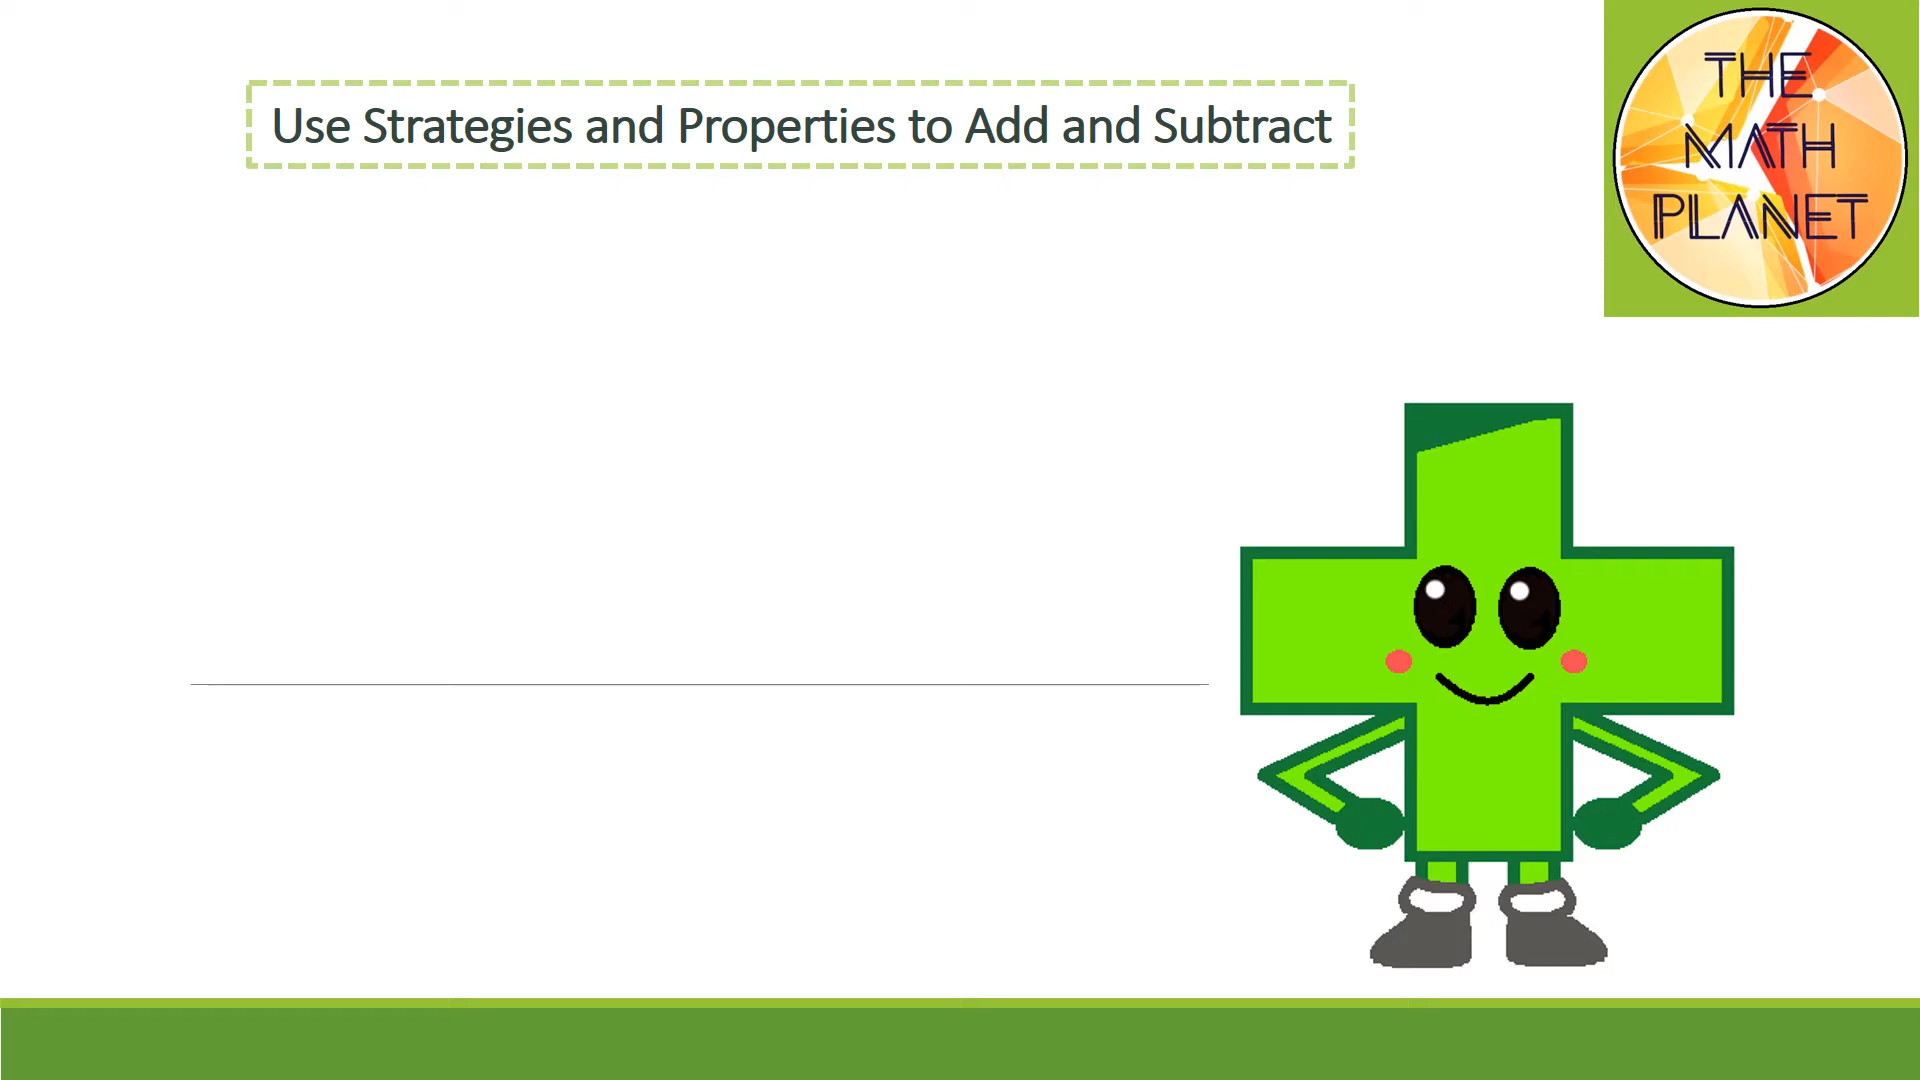 Use Strategies and Properties to Add and Subtract
THE
MATH
PLANET